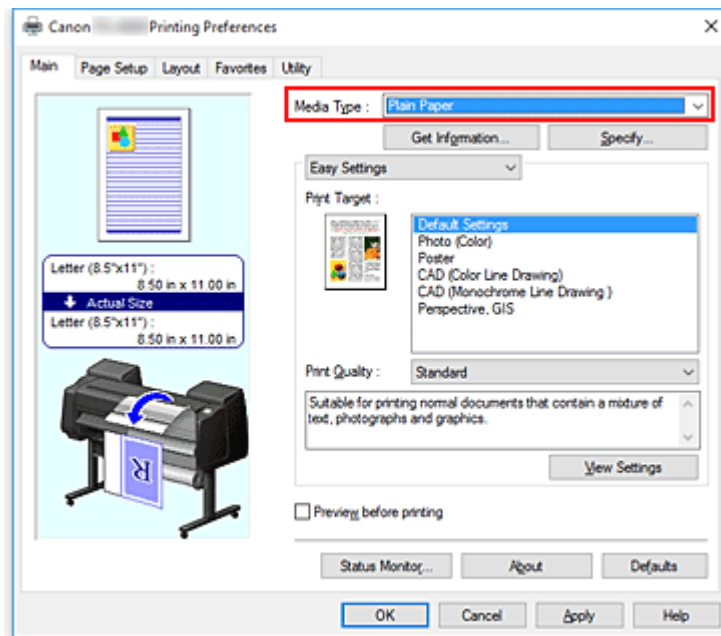 Canon Printing Preferences
Main Page Setup Layout Favorites Utility
Media Type : Plain Paper
Get Information... Specify...
Easy Settings
Print Target :
Default Settings
Photo (Color)
Poster
CAD (Color Line Drawing)
CAD (Monochrome Line Drawing )
Perspective, GIS
Letter (8.5"x11") :
8.50 in x 11.00 in
Actual Size
Letter (8.5"x11") :
8.50 in x 11.00 in
R
Print Quality : Standard
Suitable for printing normal documents that contain a mixture of
text, photographs and graphics.
View Settings
Preview before printing
Status Monitor... About Defaults
OK Cancel Apply Help